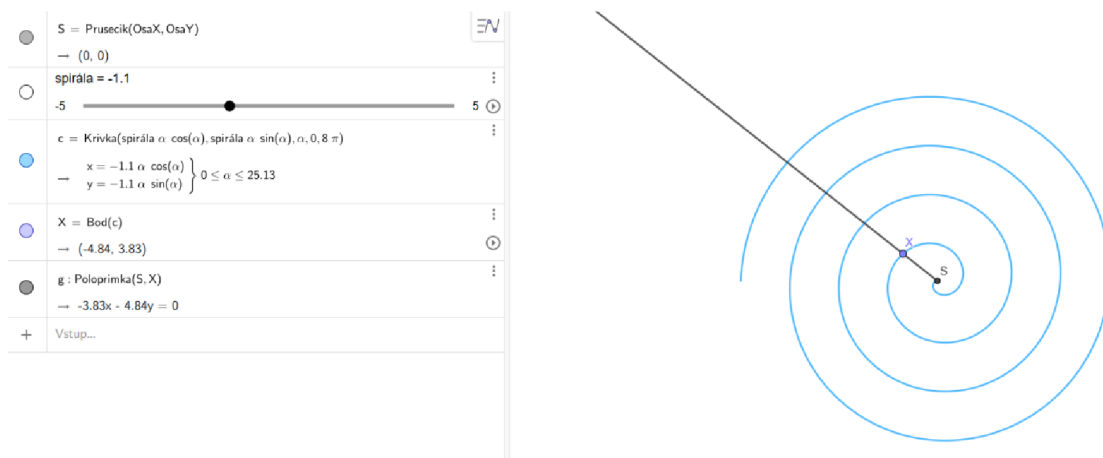 S = Prusecik(OsaX, OsaY)
→ (0, 0)
spirála = -1.1
-5
5
c = Krivka(spirála α cos(α), spirála α sin(α), α, 0, 8 π)
x = −1.1 α cos(α)
→ } 0 ≤ α ≤ 25.13
y = −1.1 α sin(α)
X = Bod(c)
→ (-4.84, 3.83)
g : Poloprimka(S, X)
→ -3.83x - 4.84y = 0
+ Vstup...
X
S